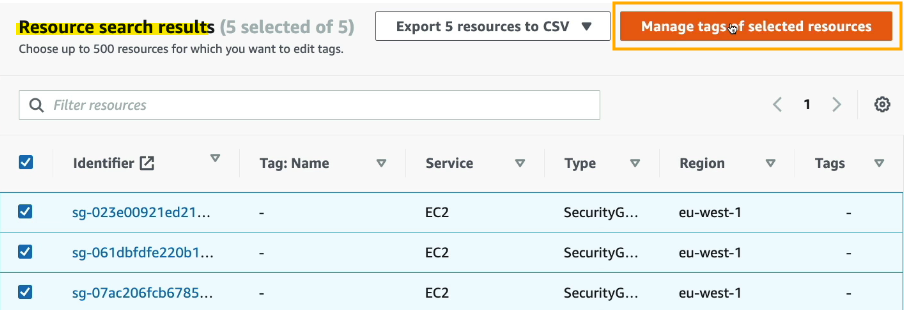 Resource search results (5 selected of 5)
Choose up to 500 resources for which you want to edit tags.
Export 5 resources to CSV
Manage tags of selected resources
Filter resources
1
Identifier Tag: Name Service Type Region Tags
sg-023e00921ed21... - EC2 SecurityG... eu-west-1 -
sg-061dbfdfe220b1... - EC2 SecurityG... eu-west-1 -
sg-07ac206fcb6785... - EC2 SecurityG... eu-west-1 -